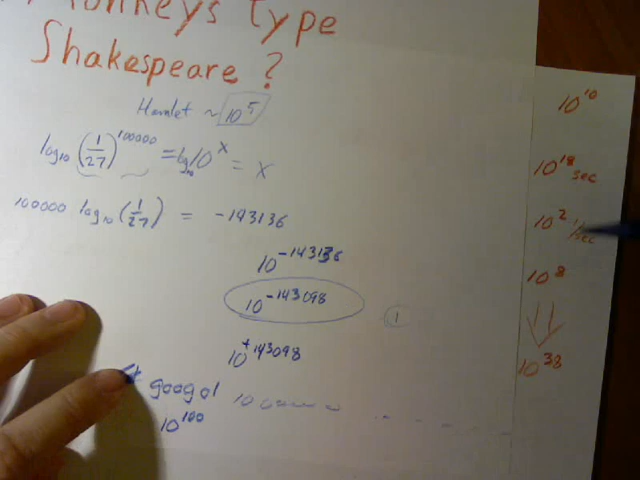 Monkeys Type
Shakespeare ?
Hamlet ~ 10^5
log10 (1/27)^100000 = log10 10^x = x
100000 log10 (1/27) = -143136
10^-143136
10^-143098
1
10^+143098
googol
10^100
10^10
10^18 sec
10^2 1/sec
10^8
10^38